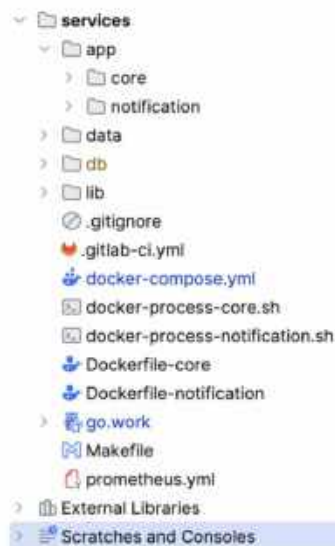 services
app
core
notification
data
db
lib
.gitignore
.gitlab-ci.yml
docker-compose.yml
docker-process-core.sh
docker-process-notification.sh
Dockerfile-core
Dockerfile-notification
go.work
Makefile
prometheus.yml
External Libraries
Scratches and Consoles